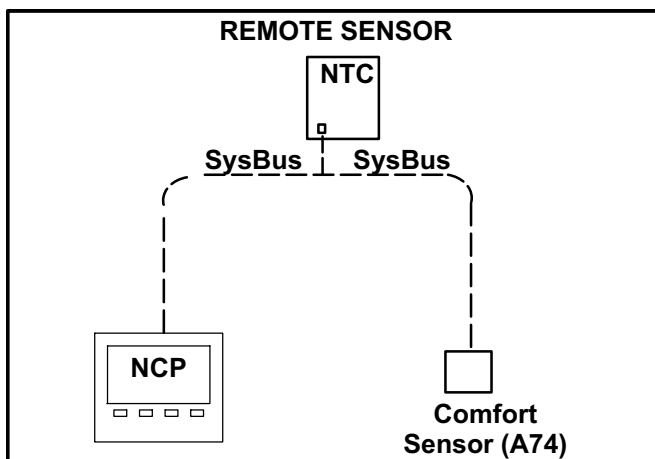 REMOTE SENSOR
NTC
SysBus SysBus
NCP
Comfort
Sensor (A74)